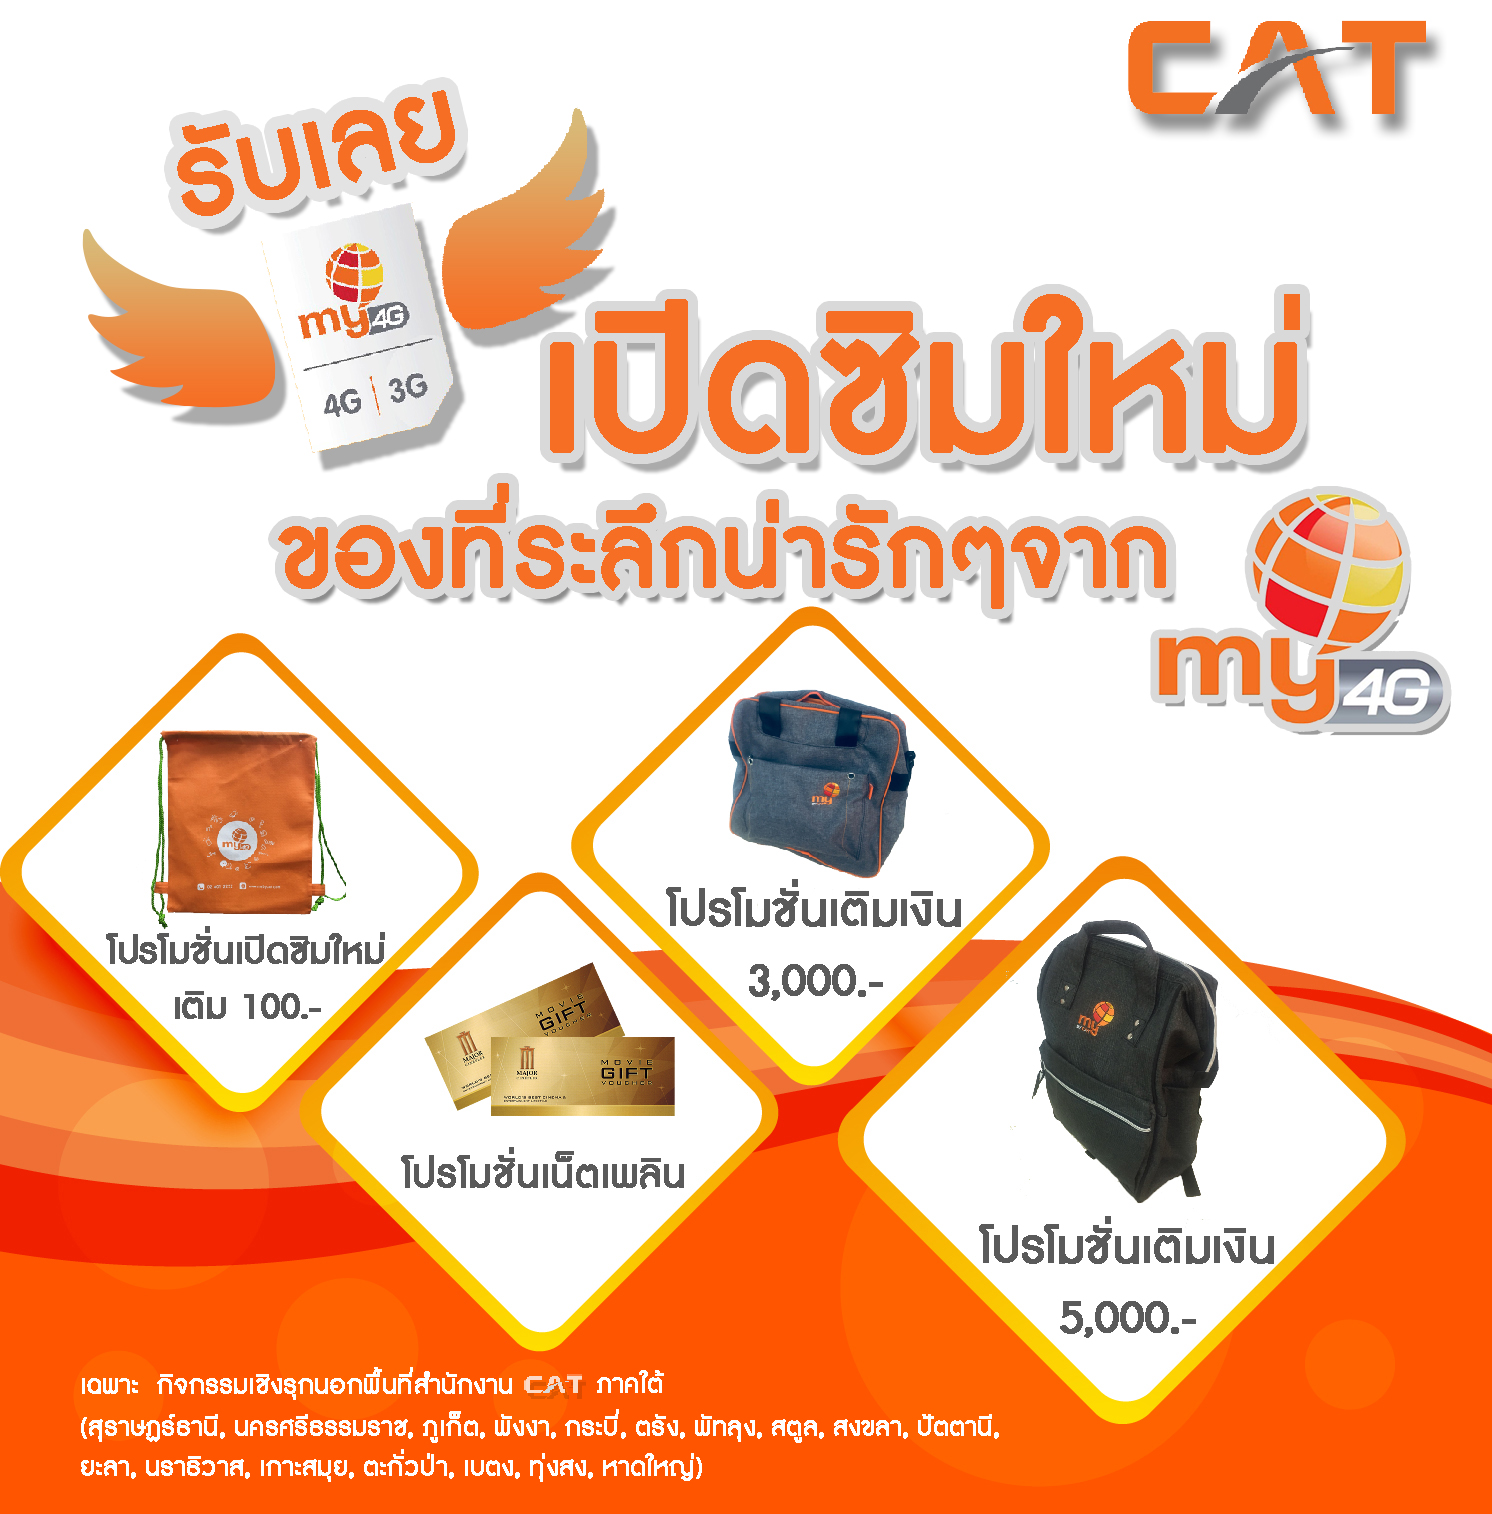 CAT
รับเลย
my 4G
4G | 3G
เปิดซิมใหม่
ของที่ระลึกน่ารักๆจาก
my 4G
my
โปรโมชั่นเปิดซิมใหม่
เติม 100.-
my
โปรโมชั่นเติมเงิน
3,000.-
MOVIE
GIFT
VOUCHER
MAJOR
CINEPLEX
MOVIE
GIFT
VOUCHER
MAJOR
CINEPLEX
WORLD'S BEST CINEMAS
โปรโมชั่นเน็ตเพลิน
my
โปรโมชั่นเติมเงิน
5,000.-
เฉพาะ กิจกรรมเชิงรุกนอกพื้นที่สำนักงาน CAT ภาคใต้
(สุราษฎร์ธานี, นครศรีธรรมราช, ภูเก็ต, พังงา, กระบี่, ตรัง, พัทลุง, สตูล, สงขลา, ปัตตานี,
ยะลา, นราธิวาส, เกาะสมุย, ตะกั่วป่า, เบตง, ทุ่งสง, หาดใหญ่)